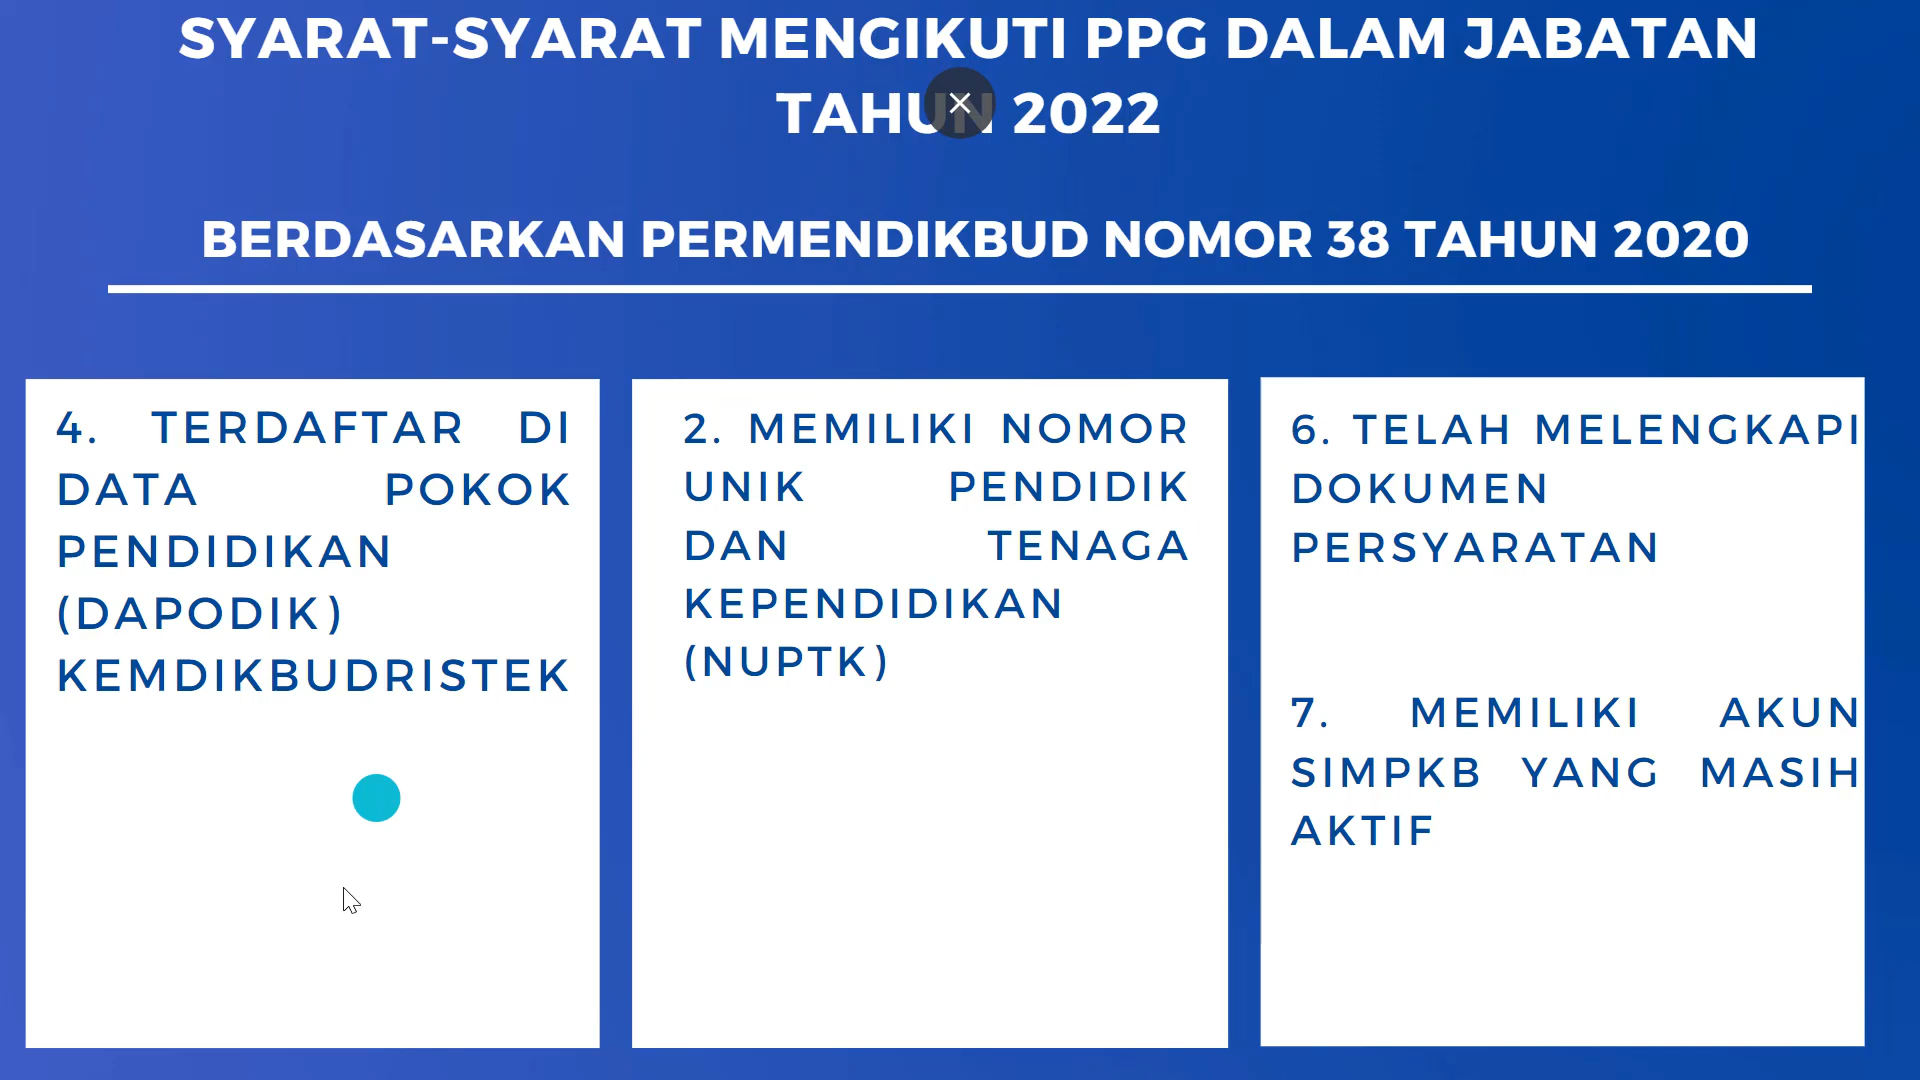 SYARAT-SYARAT MENGIKUTI PPG DALAM JABATAN
TAHUN 2022
BERDASARKAN PERMENDIKBUD NOMOR 38 TAHUN 2020
4. TERDAFTAR DI
DATA POKOK
PENDIDIKAN
(DAPODIK)
KEMDIKBUDRISTEK
2. MEMILIKI NOMOR
UNIK PENDIDIK
DAN TENAGA
KEPENDIDIKAN
(NUPTK)
6. TELAH MELENGKAPI
DOKUMEN
PERSYARATAN
7. MEMILIKI AKUN
SIMPKB YANG MASIH
AKTIF